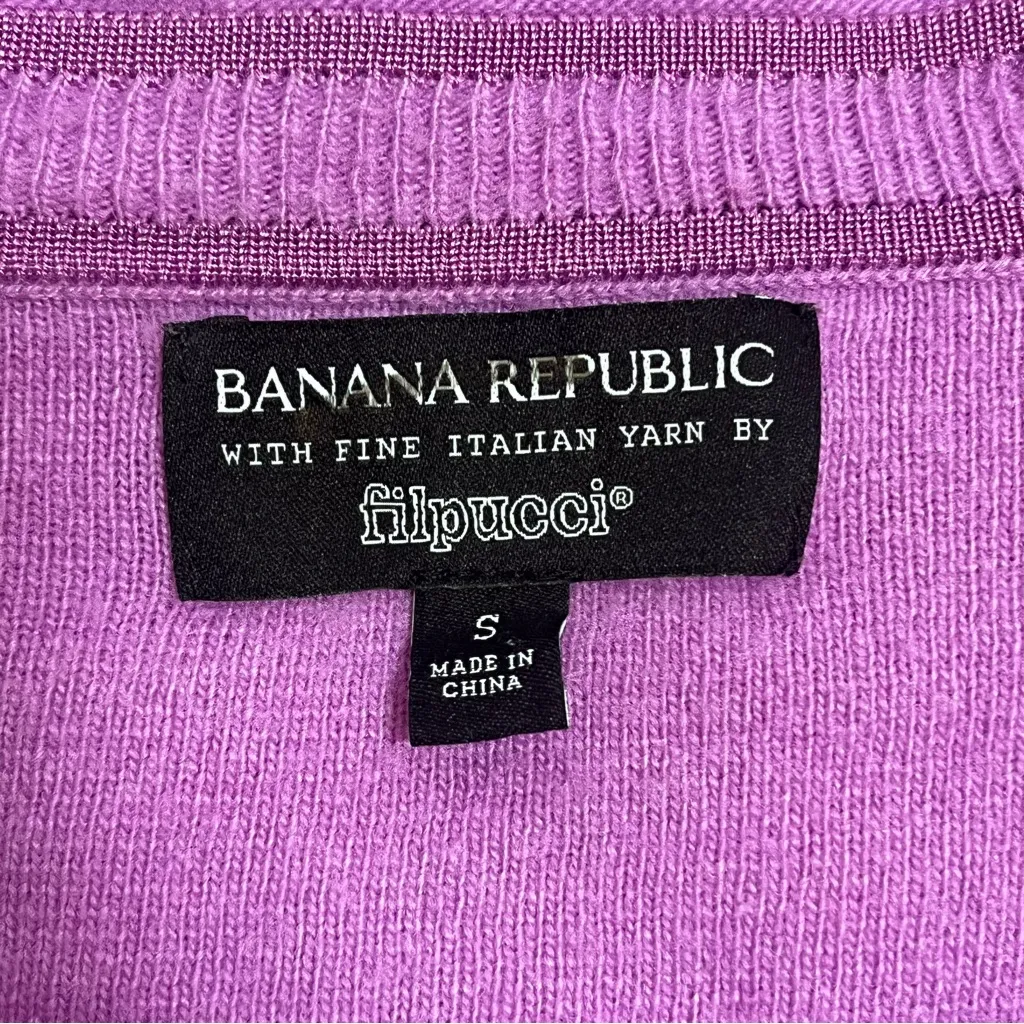 BANANA REPUBLIC
WITH FINE ITALIAN YARN BY
filpucci®
S
MADE IN
CHINA